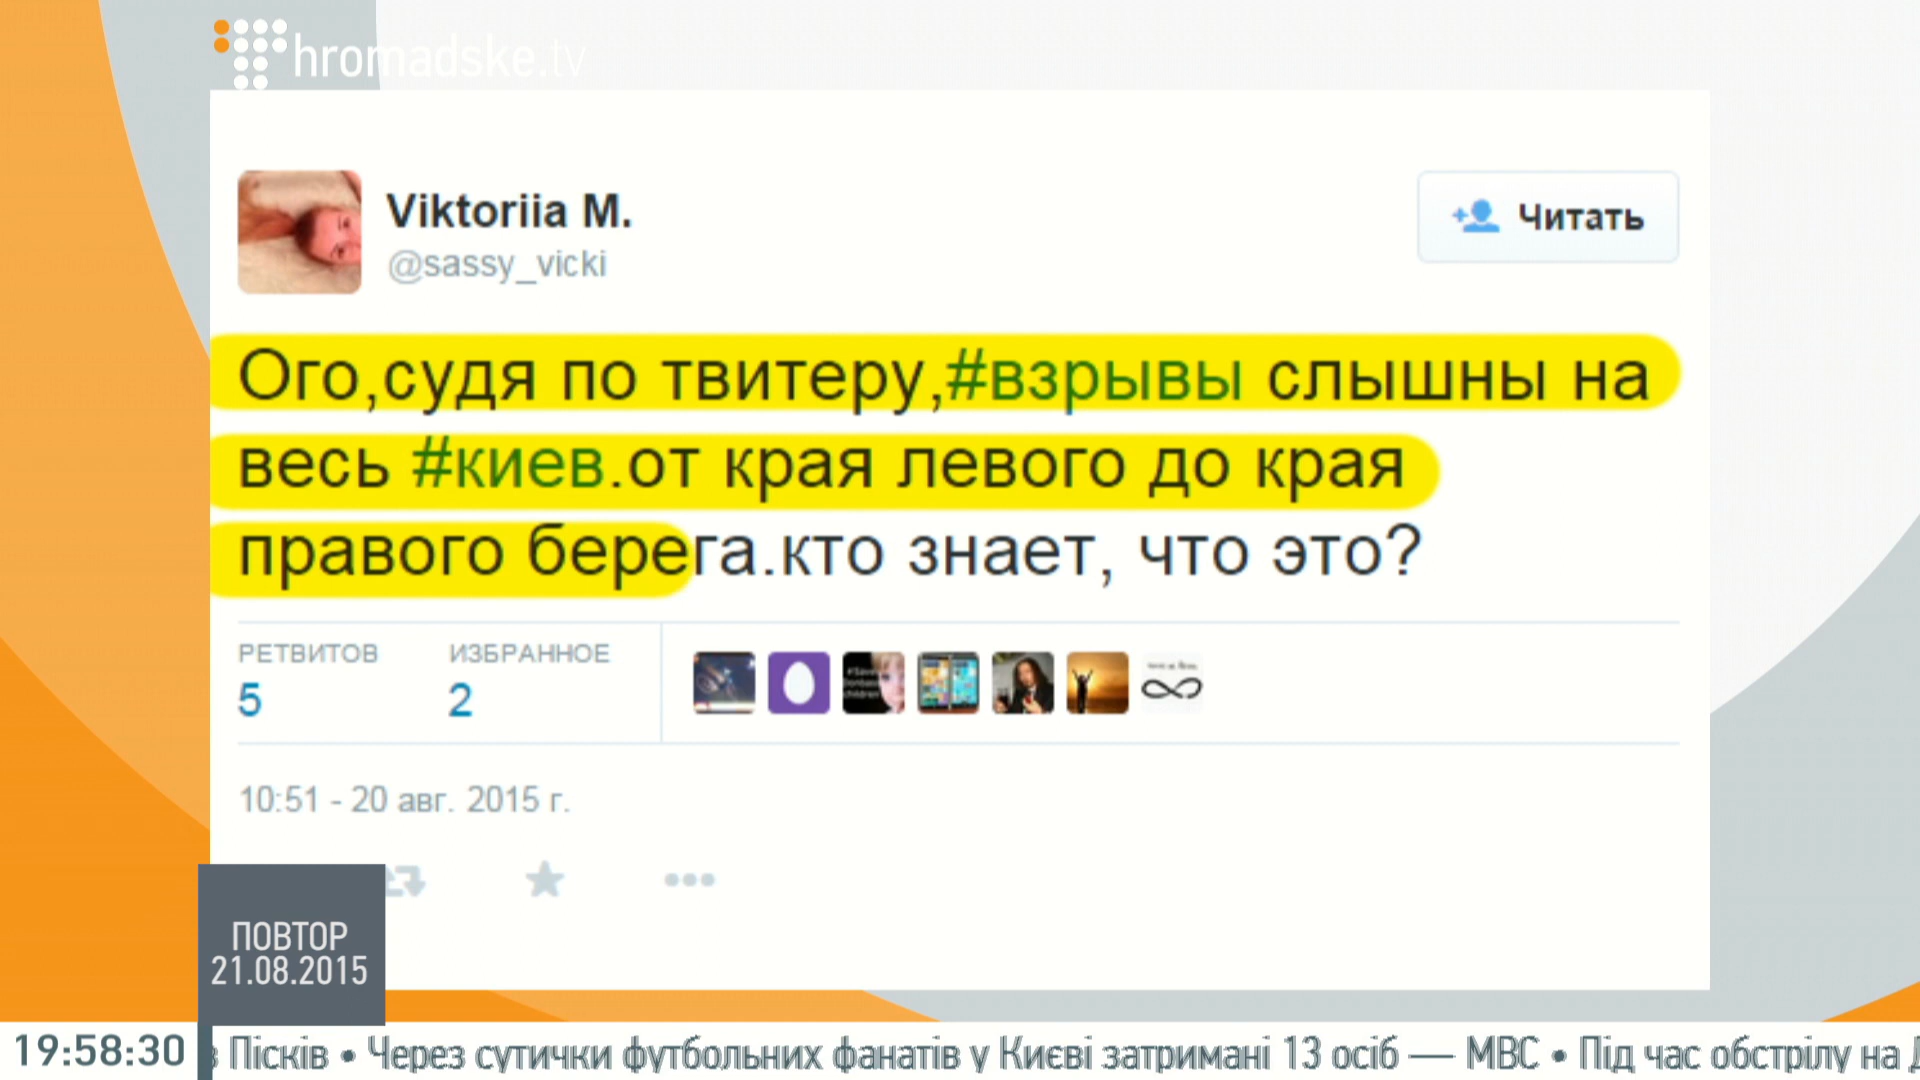 hromadske.tv
Viktoriia M.
@sassy_vicki
Читать
Ого,судя по твитеру,#взрывы слышны на
весь #киев.от края левого до края
правого берега.кто знает, что это?
РЕТВИТОВ
5
ИЗБРАННОЕ
2
10:51 - 20 авг. 2015 г.
ПОВТОР
21.08.2015
19:58:30
Пісків • Через сутички футбольних фанатів у Києві затримані 13 осіб — МВС • Під час обстрілу на